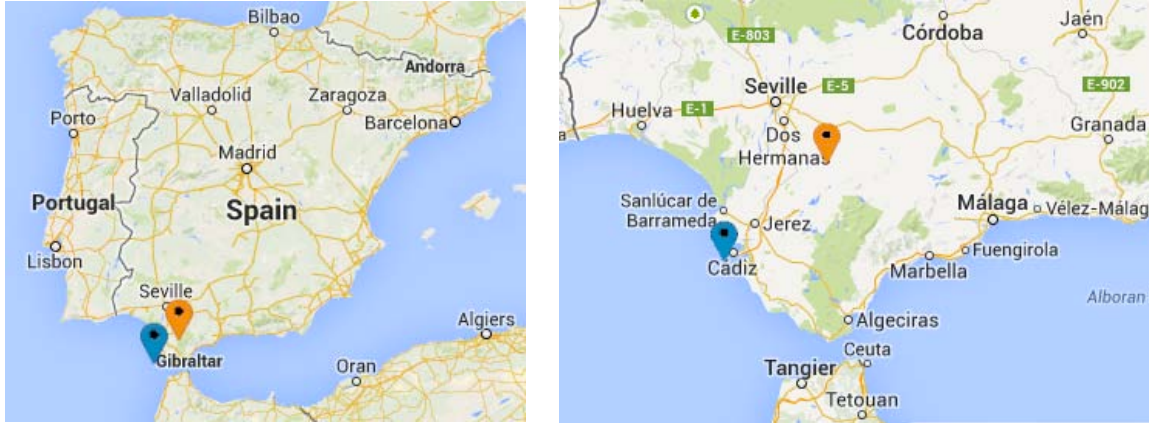 Bilbao
Andorra
Valladolid
Zaragoza
Porto
Barcelona
Madrid
Portugal
Spain
Lisbon
Seville
Gibraltar
Algiers
Oran
Córdoba
Jaén
E-803
Seville
E-5
E-902
Huelva
E-1
Dos
Hermanas
Granada
Sanlúcar de
Barrameda
Jerez
Málaga
Vélez-Málag
Cadiz
Fuengirola
Marbella
Alboran
Algeciras
Ceuta
Tangier
Tetouan